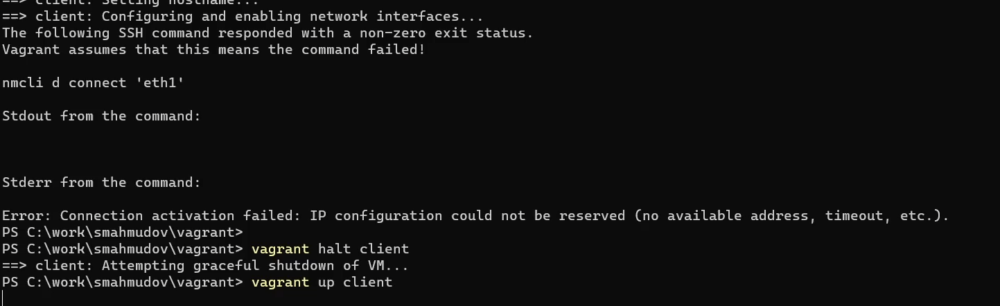 ==> client: Setting hostname...
==> client: Configuring and enabling network interfaces...
The following SSH command responded with a non-zero exit status.
Vagrant assumes that this means the command failed!
nmcli d connect 'eth1'
Stdout from the command:
Stderr from the command:
Error: Connection activation failed: IP configuration could not be reserved (no available address, timeout, etc.).
PS C:\work\smahmudov\vagrant>
PS C:\work\smahmudov\vagrant> vagrant halt client
==> client: Attempting graceful shutdown of VM...
PS C:\work\smahmudov\vagrant> vagrant up client